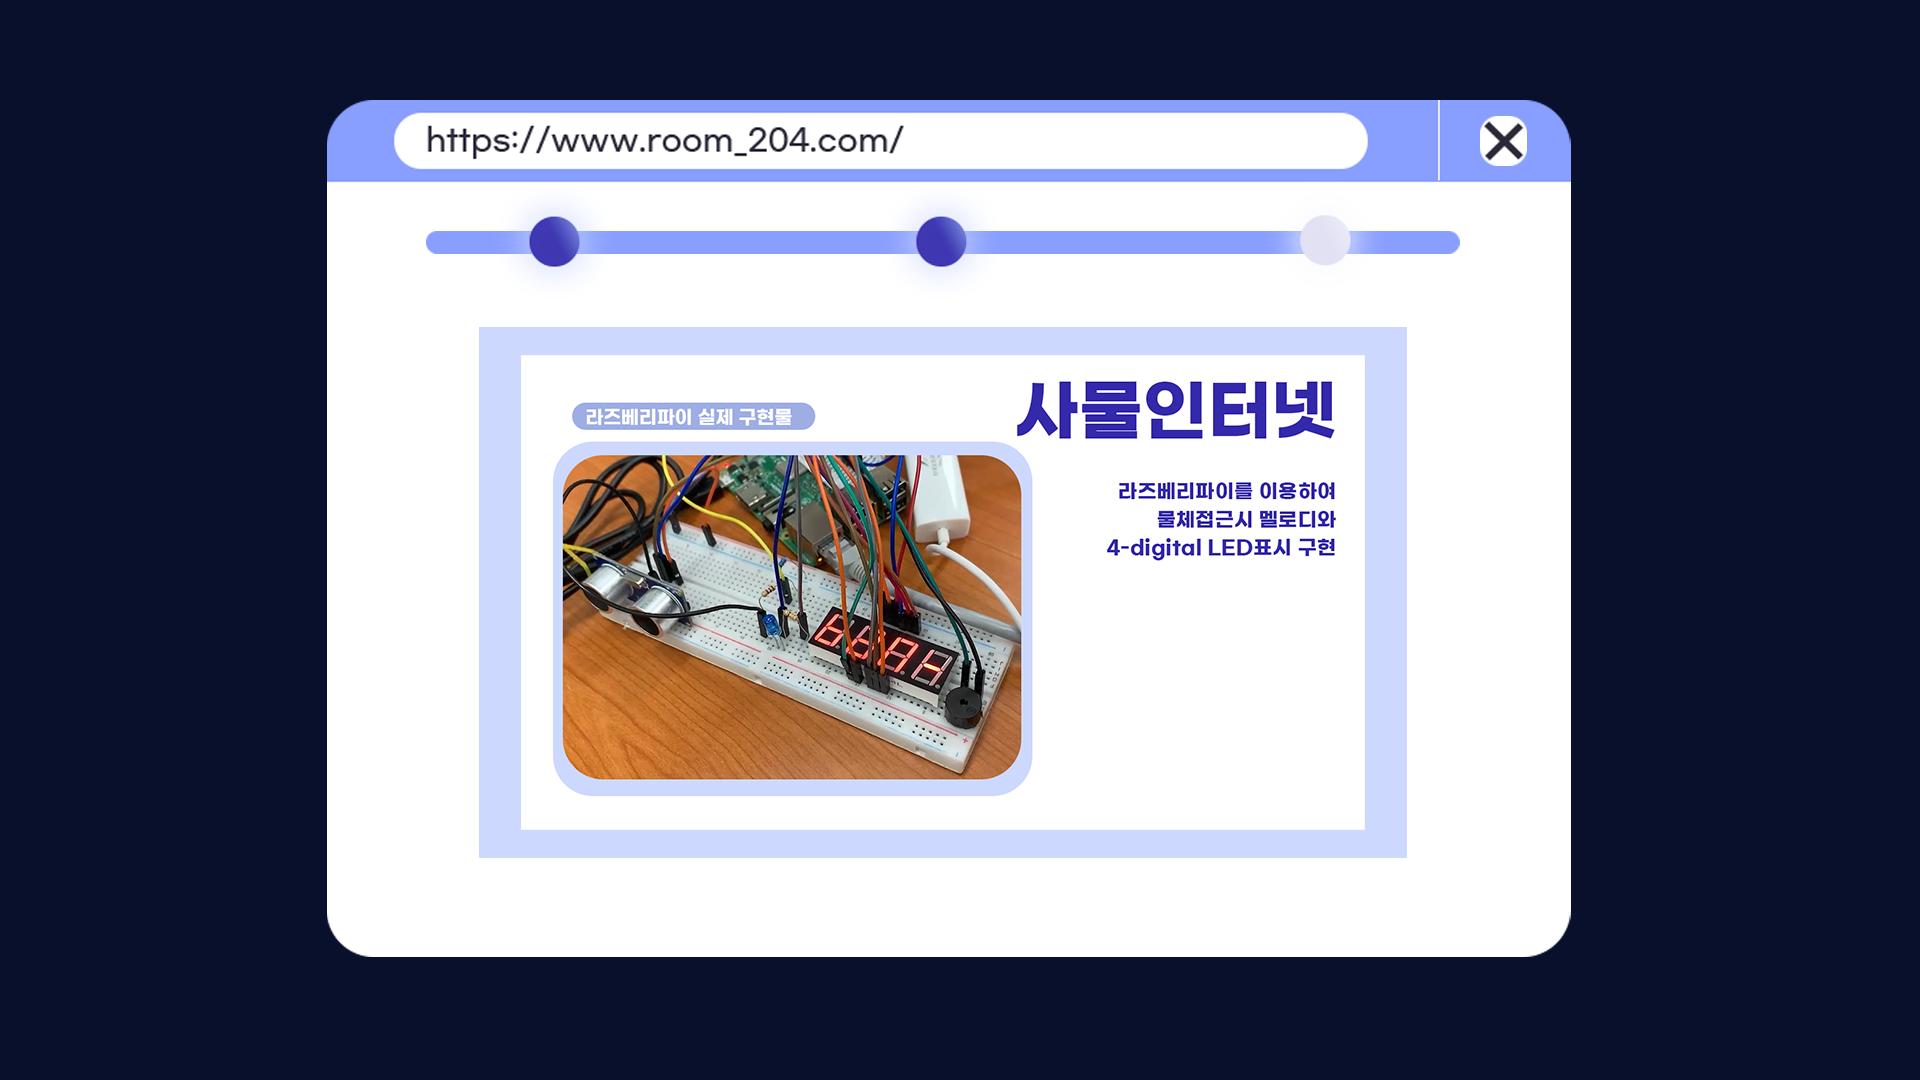 https://www.room_204.com/
사물인터넷
라즈베리파이 실제 구현물
라즈베리파이를 이용하여
물체접근시 멜로디와
4-digital LED표시 구현